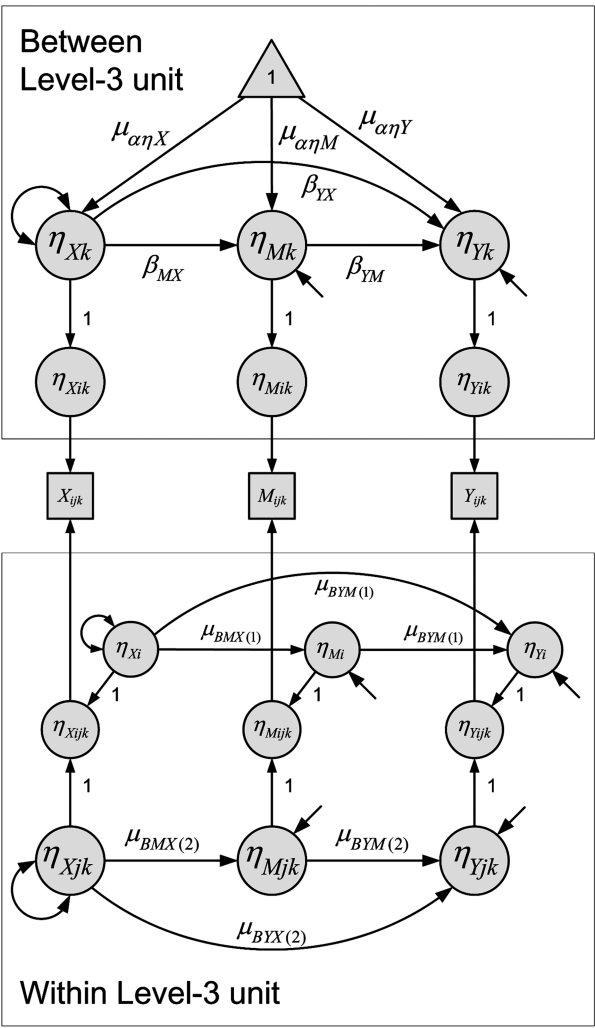 Between
Level-3 unit
1
μαηX
μαηM
μαηY
βYX
ηXk
ηMk
ηYk
βMX
βYM
1
1
1
ηXik
ηMik
ηYik
Xijk
Mijk
Yijk
μBYM(1)
ηXi
μBMX(1)
ηMi
μBYM(1)
ηYi
1
1
1
ηXijk
ηMijk
ηYijk
1
1
1
ηXjk
μBMX(2)
ηMjk
μBYM(2)
ηYjk
μBYX(2)
Within Level-3 unit